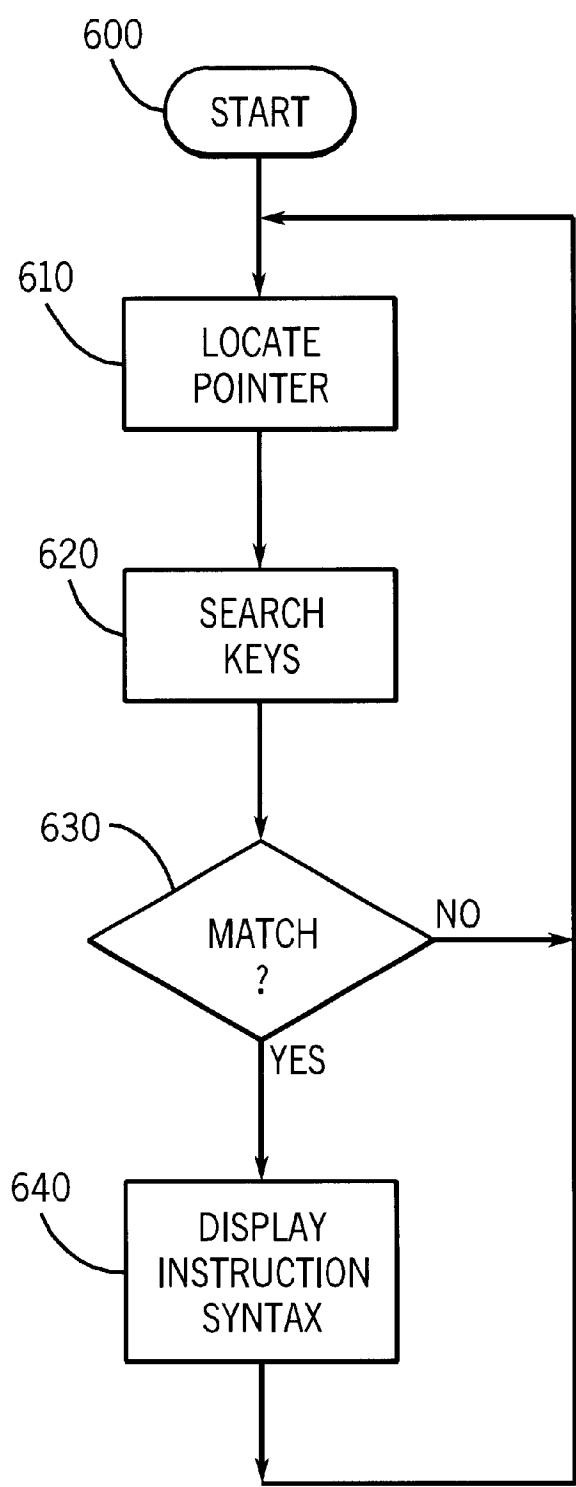 600
START
610
LOCATE
POINTER
620
SEARCH
KEYS
630
MATCH
?
NO
YES
640
DISPLAY
INSTRUCTION
SYNTAX